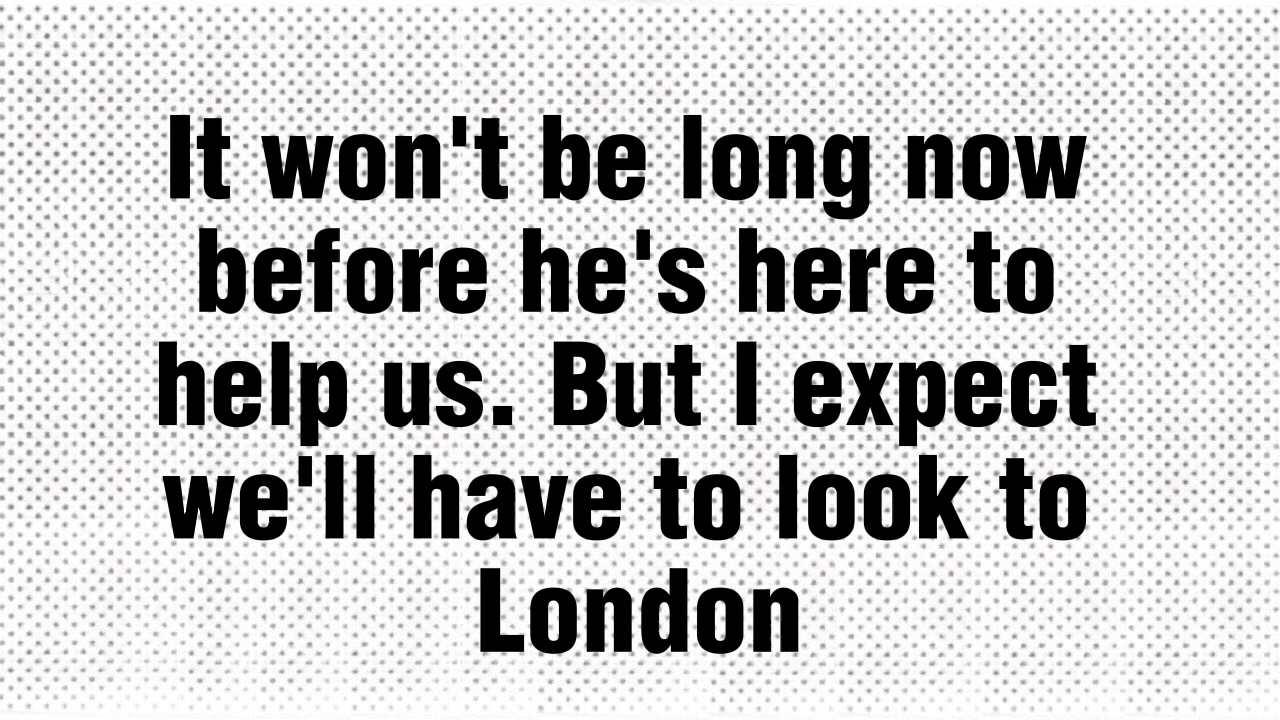 It won't be long now
before he's here to
help us. But I expect
we'll have to look to
London